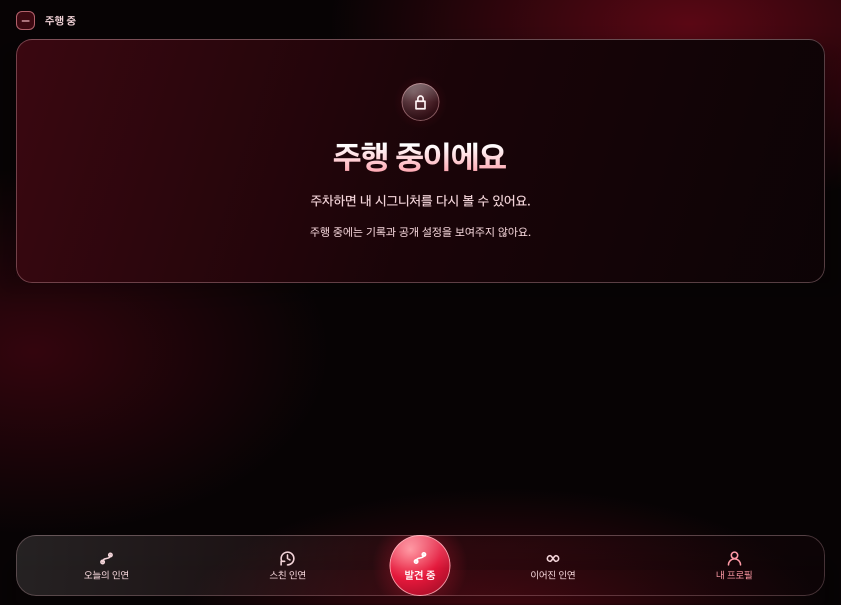 주행 중
주행 중이에요
주차하면 내 시그니처를 다시 볼 수 있어요.
주행 중에는 기록과 공개 설정을 보여주지 않아요.
오늘의 인연
스친 인연
발견 중
이어진 인연
내 프로필